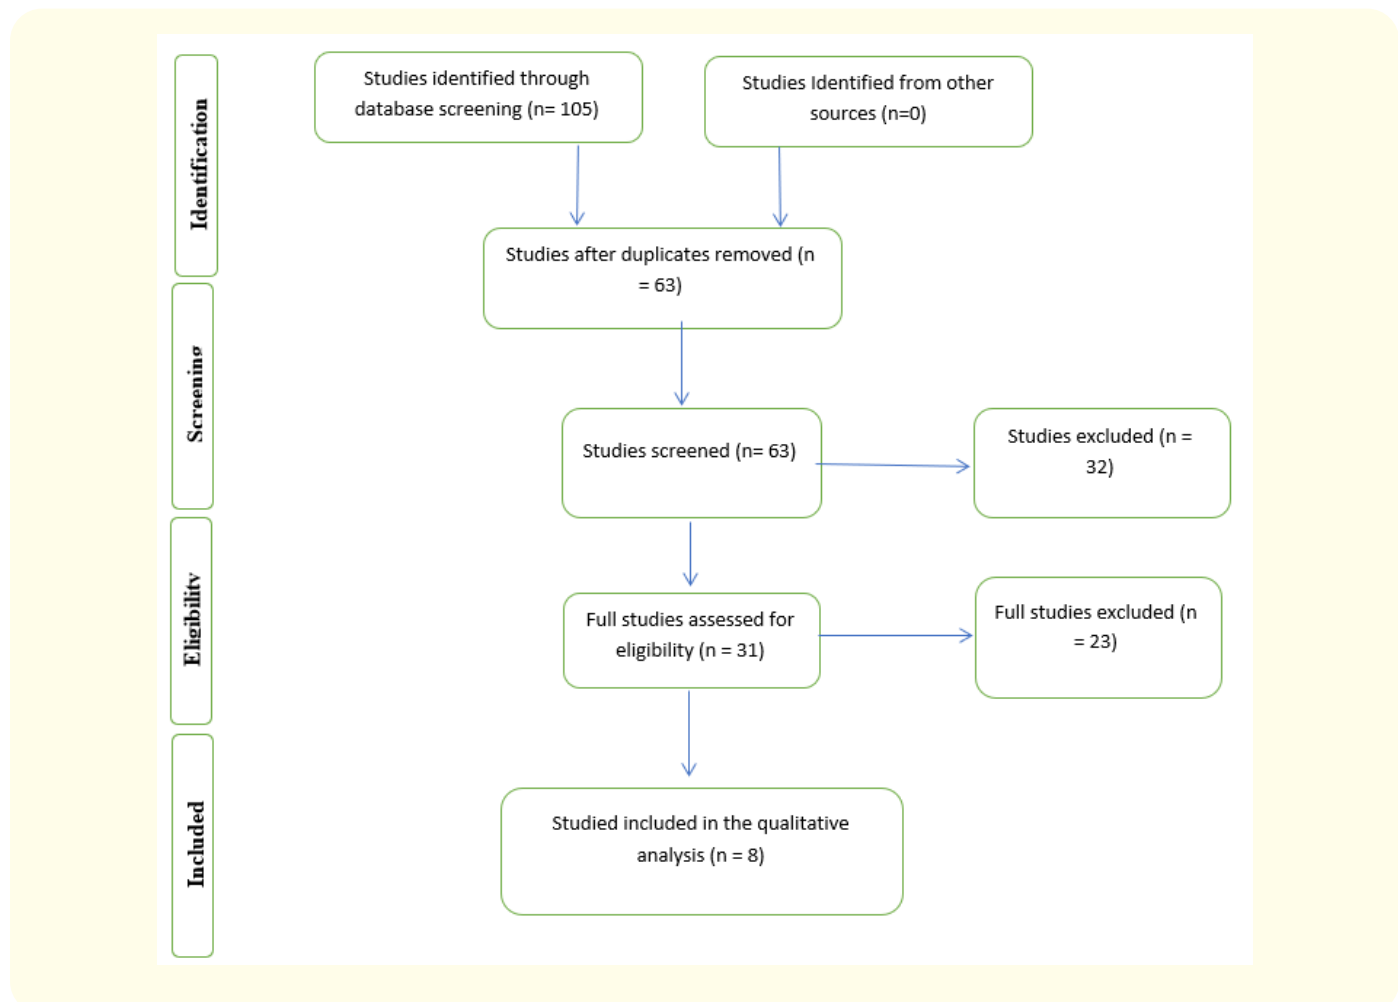 Identification
Studies identified through
database screening (n= 105)
Studies Identified from other
sources (n=0)
Studies after duplicates removed (n
= 63)
Screening
Studies screened (n= 63)
Studies excluded (n =
32)
Eligibility
Full studies assessed for
eligibility (n = 31)
Full studies excluded (n
= 23)
Included
Studied included in the qualitative
analysis (n = 8)